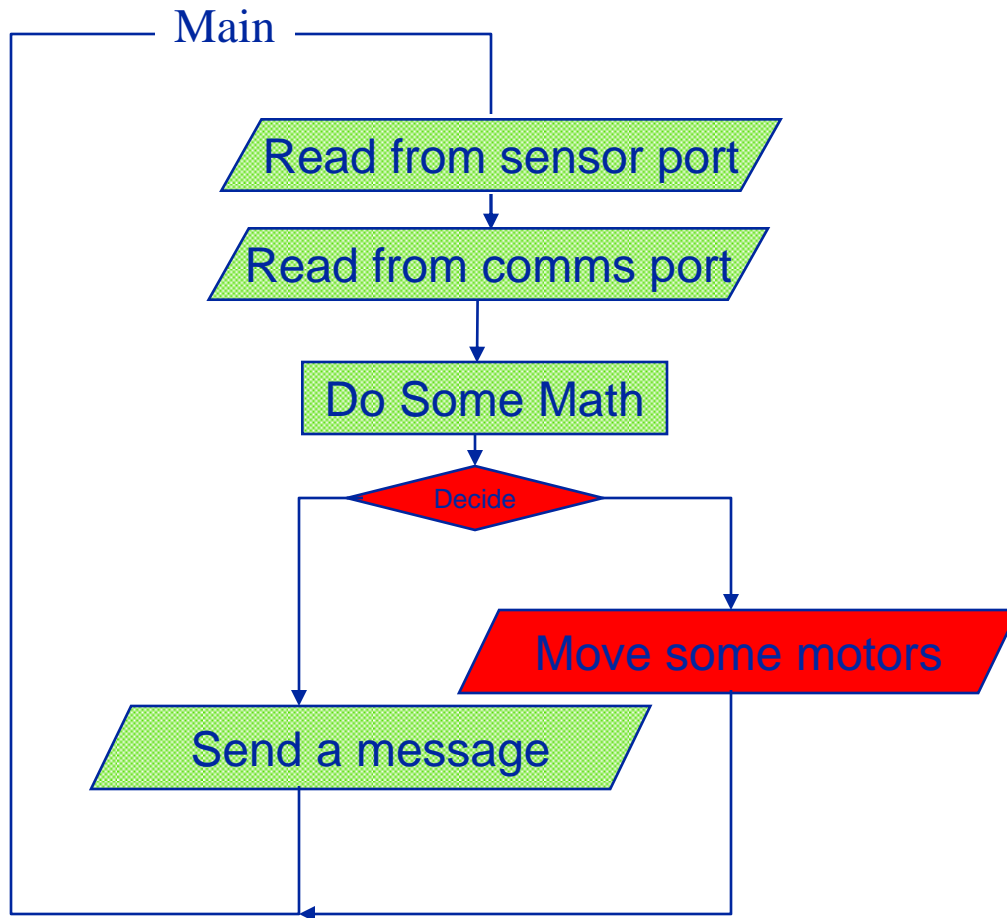 Main
Read from sensor port
Read from comms port
Do Some Math
Decide
Move some motors
Send a message